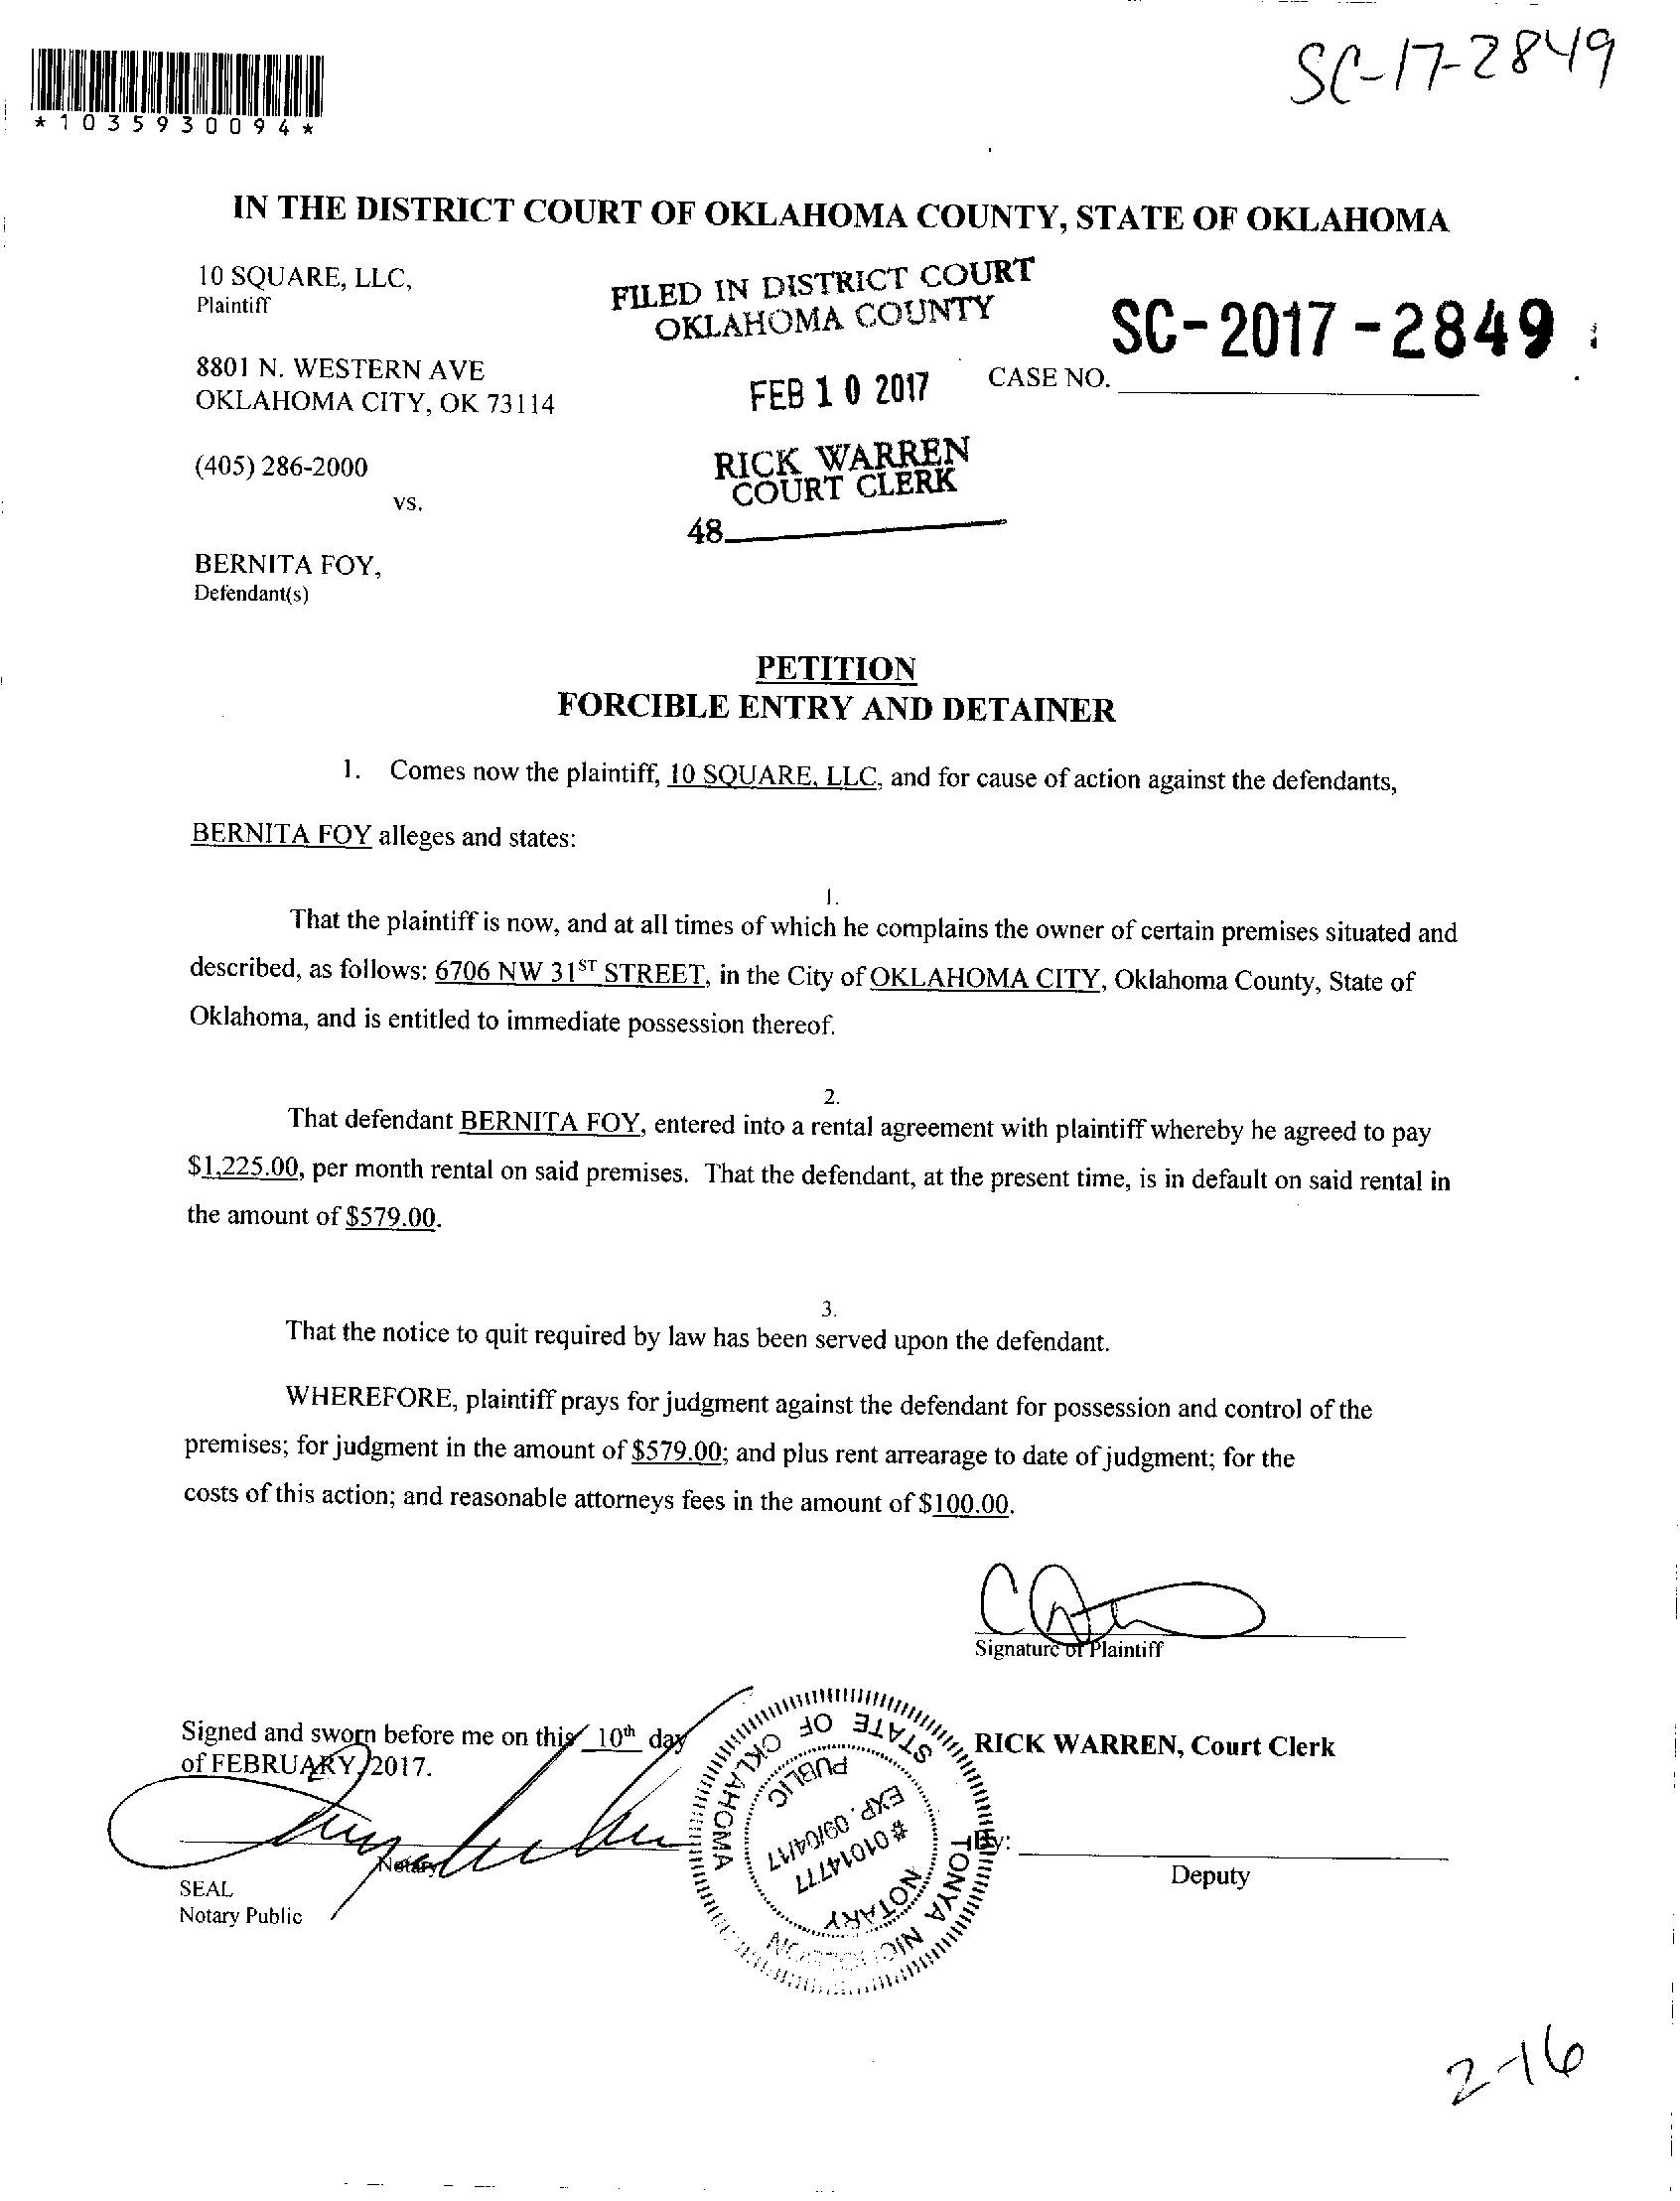 SC-17-2849
*1035930094*
IN THE DISTRICT COURT OF OKLAHOMA COUNTY, STATE OF OKLAHOMA
10 SQUARE, LLC,
Plaintiff
8801 N. WESTERN AVE
OKLAHOMA CITY, OK 73114
(405) 286-2000
vs.
BERNITA FOY,
Defendant(s)
FILED IN DISTRICT COURT
OKLAHOMA COUNTY
FEB 10 2017
RICK WARREN
COURT CLERK
48
SC-2017-2849
CASE NO.
PETITION
FORCIBLE ENTRY AND DETAINER
1. Comes now the plaintiff, 10 SQUARE, LLC, and for cause of action against the defendants,
BERNITA FOY alleges and states:
1.
That the plaintiff is now, and at all times of which he complains the owner of certain premises situated and
described, as follows: 6706 NW 31ST STREET, in the City of OKLAHOMA CITY, Oklahoma County, State of
Oklahoma, and is entitled to immediate possession thereof.
2.
That defendant BERNITA FOY, entered into a rental agreement with plaintiff whereby he agreed to pay
$1,225.00, per month rental on said premises. That the defendant, at the present time, is in default on said rental in
the amount of $579.00.
3.
That the notice to quit required by law has been served upon the defendant.
WHEREFORE, plaintiff prays for judgment against the defendant for possession and control of the
premises; for judgment in the amount of $579.00; and plus rent arrearage to date of judgment; for the
costs of this action; and reasonable attorneys fees in the amount of $100.00.
Signature of Plaintiff
Signed and sworn before me on this 10th day
of FEBRUARY, 2017.
Notary
SEAL
Notary Public
STATE OF OKLAHOMA
TONYA NICHOLSON
NOTARY PUBLIC
# 01014777
EXP. 09/04/17
RICK WARREN, Court Clerk
By:
Deputy
2-16